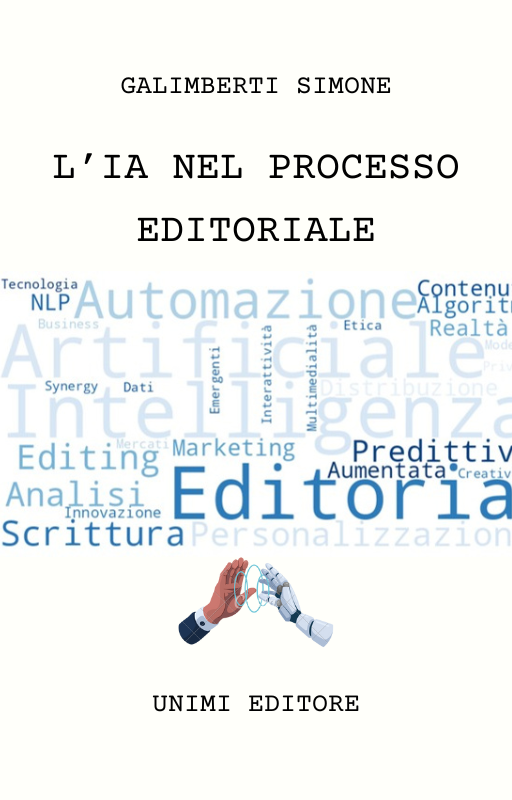 GALIMBERTI SIMONE
L’IA NEL PROCESSO
EDITORIALE
Tecnologia
NLP
Automazione
Contenu
Algorit
Business
Etica
Realtà
Artificiale
Emergenti
Interattività
Multimedialità
Mode
Priv
Synergy
Dati
Distribuzione
Intelligenza
Mercati
Marketing
Editing
Predittiv
Aumentata
Creativ
Analisi
Editoria
Innovazione
Scrittura
Personalizzazion
UNIMI EDITORE